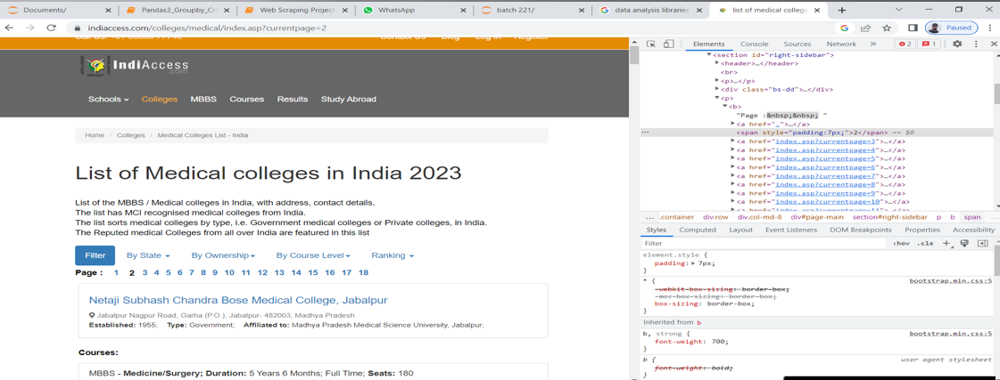 Documents/
Pandas3_Groupby_Cr
Web Scraping Project
WhatsApp
batch 221/
data analysis libraries
list of medical college
indiaccess.com/colleges/medical/index.asp?currentpage=2
Paused
Contact Us Blog Log in Register
IndiAccess
.com
Schools Colleges MBBS Courses Results Study Abroad
Home / Colleges / Medical Colleges List - India
List of Medical colleges in India 2023
List of the MBBS / Medical colleges in India, with address, contact details.
The list has MCI recognised medical colleges from India.
The list sorts medical colleges by type, i.e. Government medical colleges or Private colleges, in India.
The Reputed medical Colleges from all over India are featured in this list
Filter By State By Ownership By Course Level Ranking
Page : 1 2 3 4 5 6 7 8 9 10 11 12 13 14 15 16 17 18
Netaji Subhash Chandra Bose Medical College, Jabalpur
Jabalpur Nagpur Road, Garha (P.O.), Jabalpur- 482003, Madhya Pradesh
Established: 1955; Type: Government; Affiliated to: Madhya Pradesh Medical Science University, Jabalpur;
Courses:
MBBS - Medicine/Surgery; Duration: 5 Years 6 Months; Full Time; Seats: 180
Elements Console Sources Network » 2 1
<section id="right-sidebar">
<header>…</header>
<br>
<p>…</p>
<div class="bs-dd">…</div>
<p>
<b>
"Page :&nbsp;&nbsp; "
<a href=".">…</a>
<span style="padding:7px;">2</span> == $0
<a href="index.asp?currentpage=3">…</a>
<a href="index.asp?currentpage=4">…</a>
<a href="index.asp?currentpage=5">…</a>
<a href="index.asp?currentpage=6">…</a>
<a href="index.asp?currentpage=7">…</a>
<a href="index.asp?currentpage=8">…</a>
<a href="index.asp?currentpage=9">…</a>
<a href="index.asp?currentpage=10">…</a>
<a href="index.asp?currentpage=11">…</a>
… .container div.row div.col-md-8 div#page-main section#right-sidebar p b span …
Styles Computed Layout Event Listeners DOM Breakpoints Properties Accessibility
Filter :hov .cls +
element.style {
padding: 7px;
}
* { bootstrap.min.css:5
-webkit-box-sizing: border-box;
-moz-box-sizing: border-box;
box-sizing: border-box;
}
Inherited from b
b, strong { bootstrap.min.css:5
font-weight: 700;
}
b { user agent stylesheet
font-weight: bold;
}